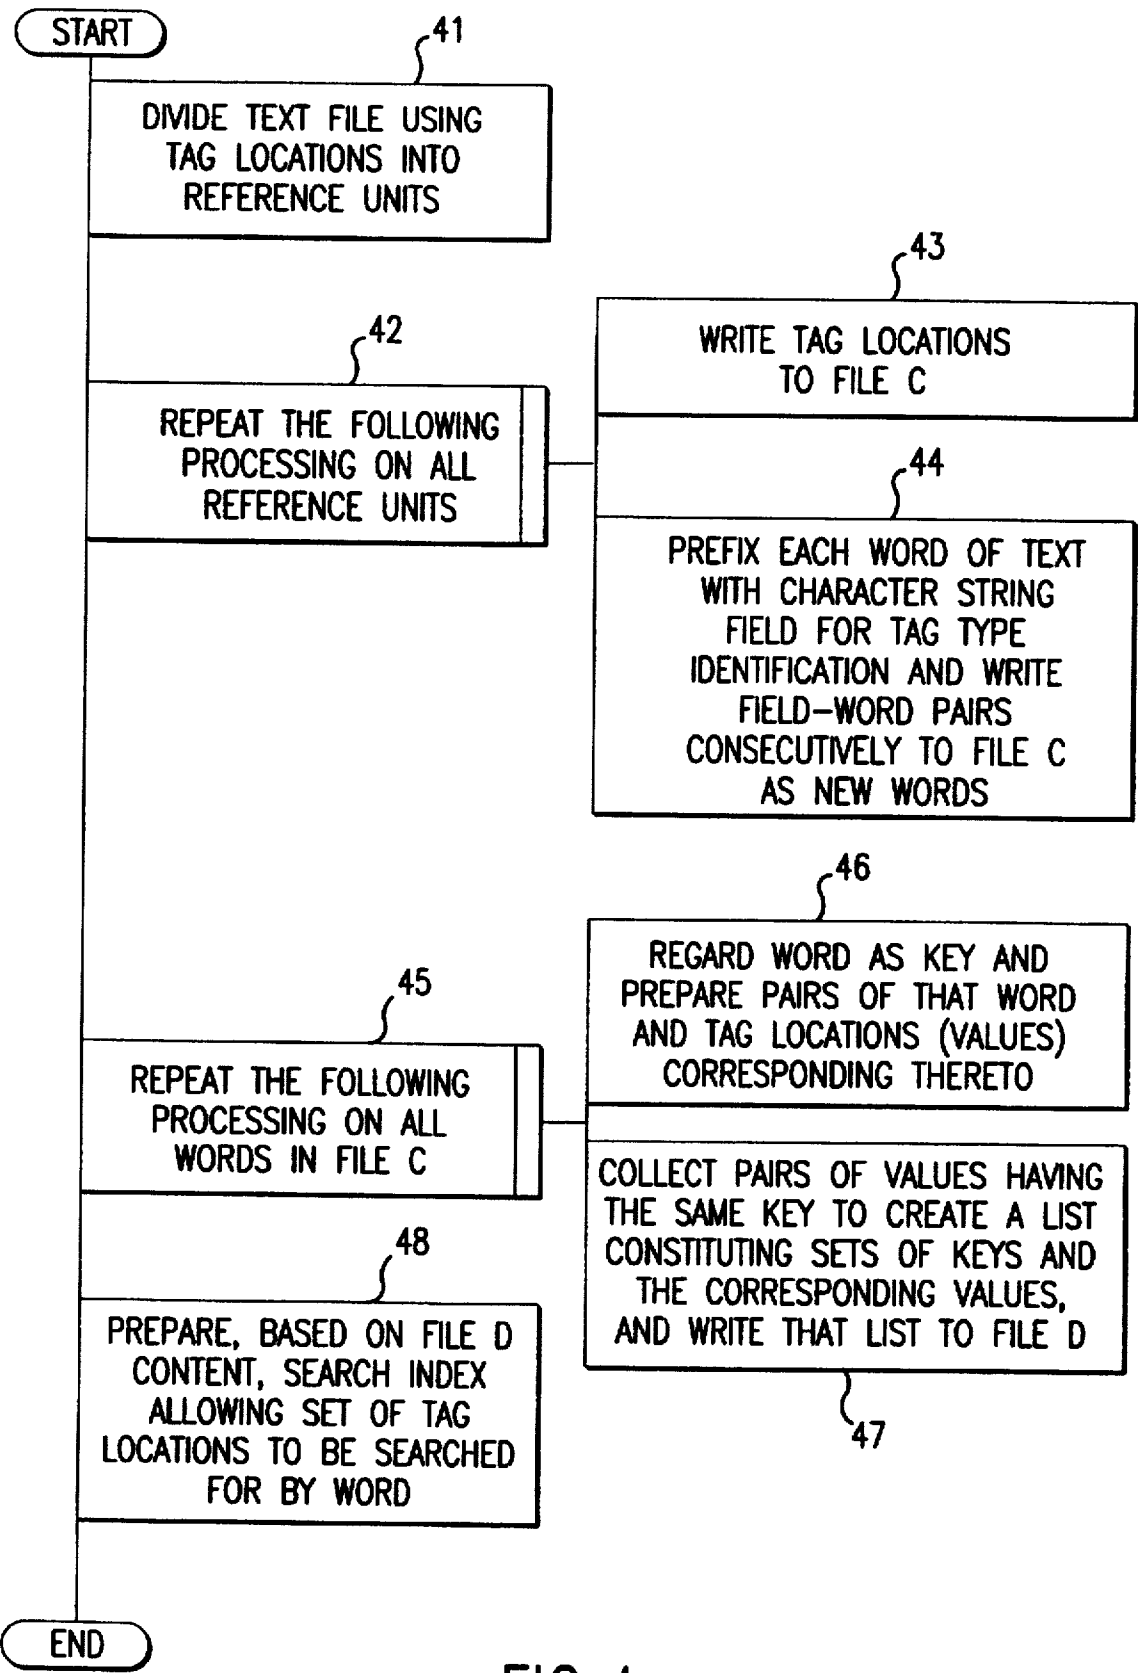 START
41
DIVIDE TEXT FILE USING
TAG LOCATIONS INTO
REFERENCE UNITS
42
REPEAT THE FOLLOWING
PROCESSING ON ALL
REFERENCE UNITS
43
WRITE TAG LOCATIONS
TO FILE C
44
PREFIX EACH WORD OF TEXT
WITH CHARACTER STRING
FIELD FOR TAG TYPE
IDENTIFICATION AND WRITE
FIELD-WORD PAIRS
CONSECUTIVELY TO FILE C
AS NEW WORDS
45
REPEAT THE FOLLOWING
PROCESSING ON ALL
WORDS IN FILE C
46
REGARD WORD AS KEY AND
PREPARE PAIRS OF THAT WORD
AND TAG LOCATIONS (VALUES)
CORRESPONDING THERETO
COLLECT PAIRS OF VALUES HAVING
THE SAME KEY TO CREATE A LIST
CONSTITUTING SETS OF KEYS AND
THE CORRESPONDING VALUES,
AND WRITE THAT LIST TO FILE D
47
48
PREPARE, BASED ON FILE D
CONTENT, SEARCH INDEX
ALLOWING SET OF TAG
LOCATIONS TO BE SEARCHED
FOR BY WORD
END